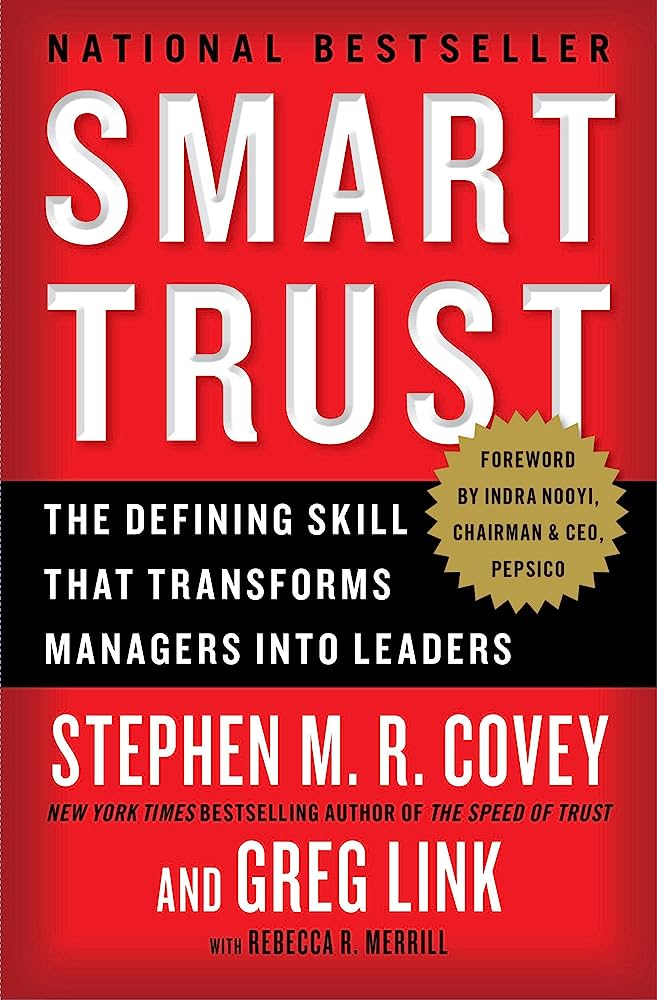 NATIONAL BESTSELLER
SMART
TRUST
FOREWORD
BY INDRA NOOYI,
CHAIRMAN & CEO,
PEPSICO
THE DEFINING SKILL
THAT TRANSFORMS
MANAGERS INTO LEADERS
STEPHEN M. R. COVEY
NEW YORK TIMES BESTSELLING AUTHOR OF THE SPEED OF TRUST
AND GREG LINK
WITH REBECCA R. MERRILL